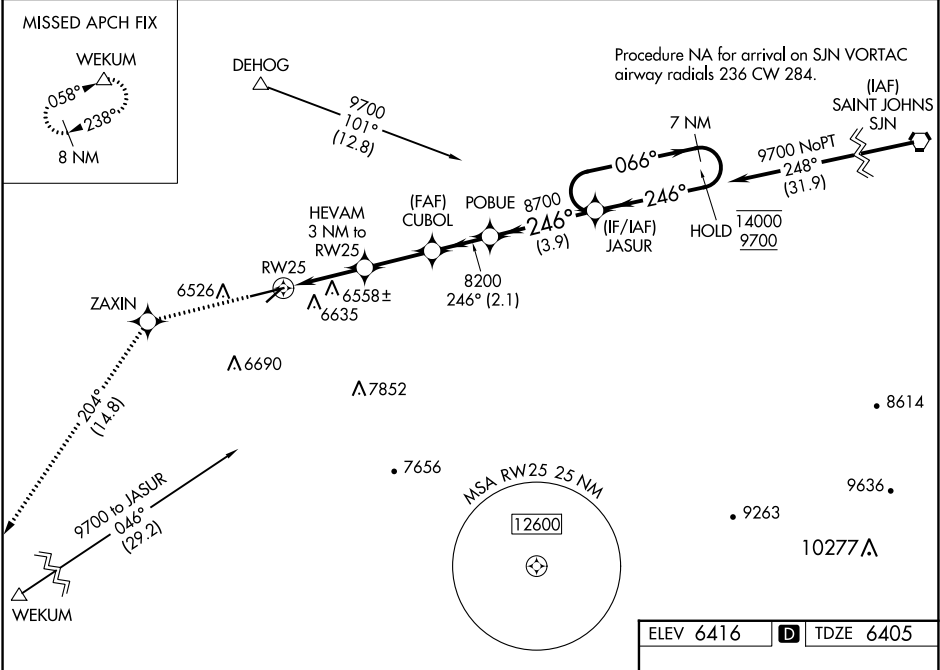 MISSED APCH FIX
WEKUM
058°
238°
8 NM
DEHOG
9700
101°
(12.8)
Procedure NA for arrival on SJN VORTAC
airway radials 236 CW 284.
(IAF)
SAINT JOHNS
SJN
7 NM
9700 NoPT
248°
(31.9)
066°
246°
HOLD
14000
9700
(IF/IAF)
JASUR
8700
246°
(3.9)
POBUE
(FAF)
CUBOL
8200
246° (2.1)
HEVAM
3 NM to
RW25
RW25
6526
6558±
6635
ZAXIN
6690
7852
204°
(14.8)
8614
7656
9636
9263
10277
9700 to JASUR
046°
(29.2)
WEKUM
MSA RW25 25 NM
12600
ELEV 6416 D TDZE 6405